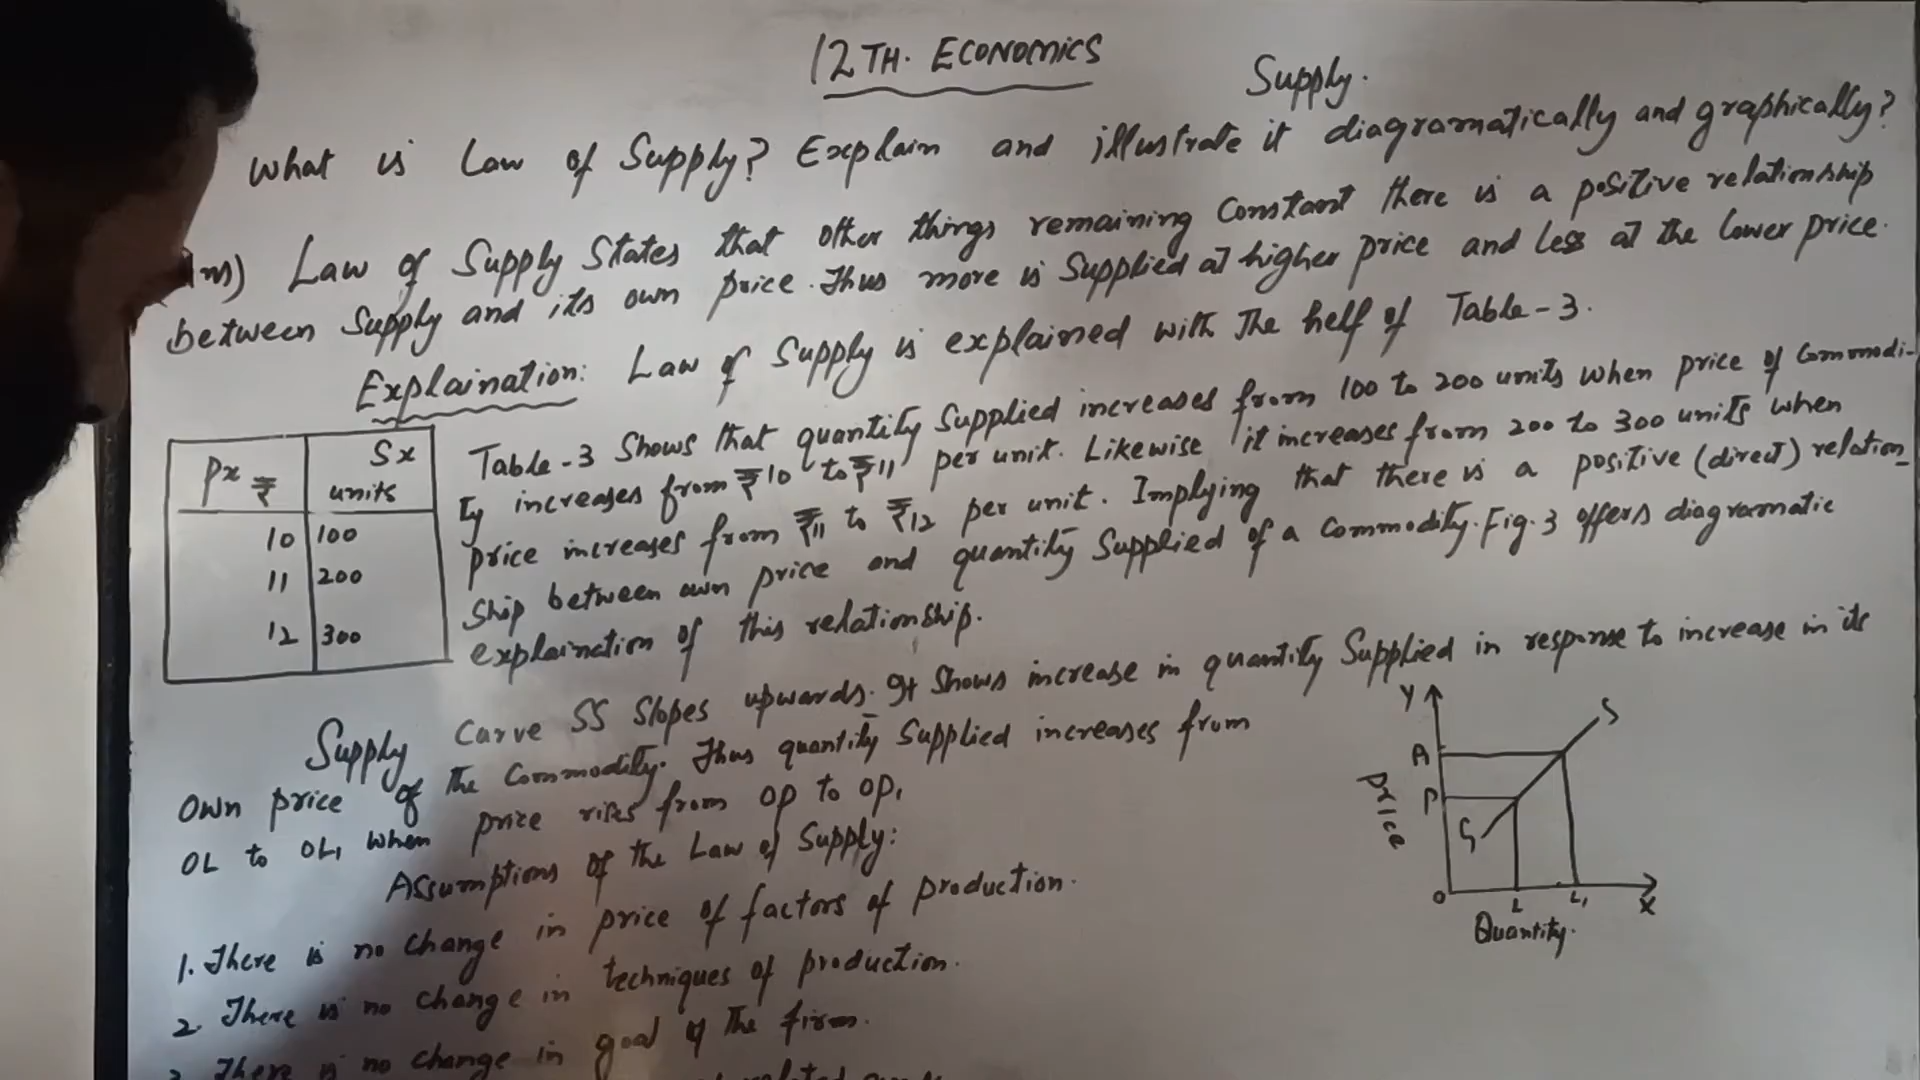 12TH. ECONOMICS
Supply.
What is Law of Supply? Explain and illustrate it diagramatically and graphically?
ns) Law of Supply States that other things remaining Constant there is a positive relationship
between Supply and its own price. Thus more is Supplied at higher price and less at the lower price.
Explaination: Law of Supply is explained with the helf of Table-3.
Px ₹ | Sx units
10 | 100
11 | 200
12 | 300
Table-3 Shows that quantity Supplied increases from 100 to 200 units when price of Commodi-
ty increases from ₹10 to ₹11 per unit. Likewise it increases from 200 to 300 units when
price increases from ₹11 to ₹12 per unit. Implying that there is a positive (direct) relation-
ship between own price and quantity Supplied of a Commodity. Fig. 3 offers diagramatic
explaination of this relationship.
Supply Curve SS Slopes upwards. It Shows increase in quantity Supplied in response to increase in its
own price of the Commodity. Thus quantity Supplied increases from
OL to OL1 when price rises from OP to OP1
Y
S
P
S
Price
O
L
L1
X
Quantity.
Assumptions of the Law of Supply:
1. There is no change in price of factors of production.
2. There is no change in techniques of production.
3. There is no change in goal of the firm.